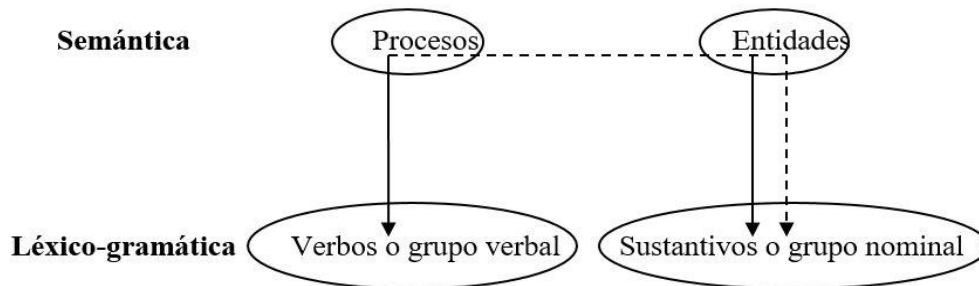 Semántica Procesos Entidades
Léxico-gramática Verbos o grupo verbal Sustantivos o grupo nominal